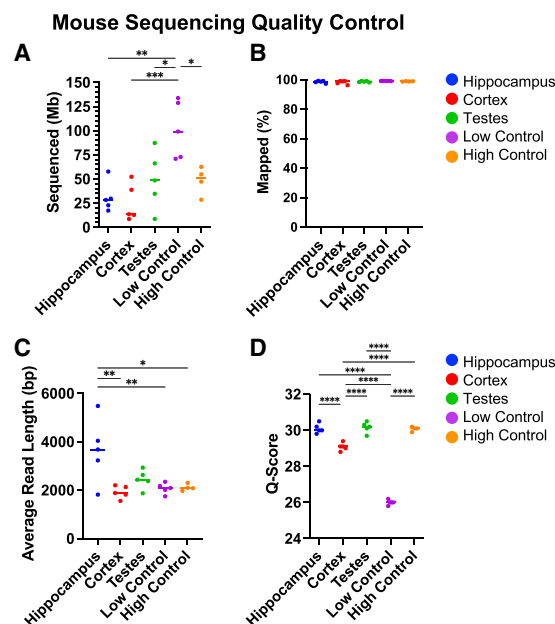 Mouse Sequencing Quality Control
A
Sequenced (Mb)
150
125
100
75
50
25
0
**
*
*
***
Hippocampus
Cortex
Testes
Low Control
High Control
B
Mapped (%)
100
80
60
40
20
0
Hippocampus
Cortex
Testes
Low Control
High Control
Hippocampus
Cortex
Testes
Low Control
High Control
C
Average Read Length (bp)
6000
4000
2000
0
*
**
**
Hippocampus
Cortex
Testes
Low Control
High Control
D
Q-Score
32
30
28
26
24
****
****
****
****
****
****
****
Hippocampus
Cortex
Testes
Low Control
High Control
Hippocampus
Cortex
Testes
Low Control
High Control